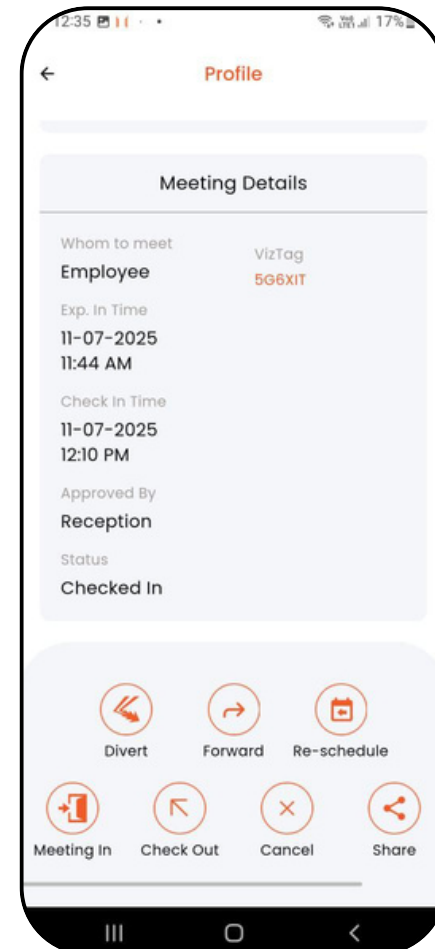 12:35
17%
Profile
Meeting Details
Whom to meet
Employee
VizTag
5G6XIT
Exp. In Time
11-07-2025
11:44 AM
Check In Time
11-07-2025
12:10 PM
Approved By
Reception
Status
Checked In
Divert Forward Re-schedule
Meeting In Check Out Cancel Share